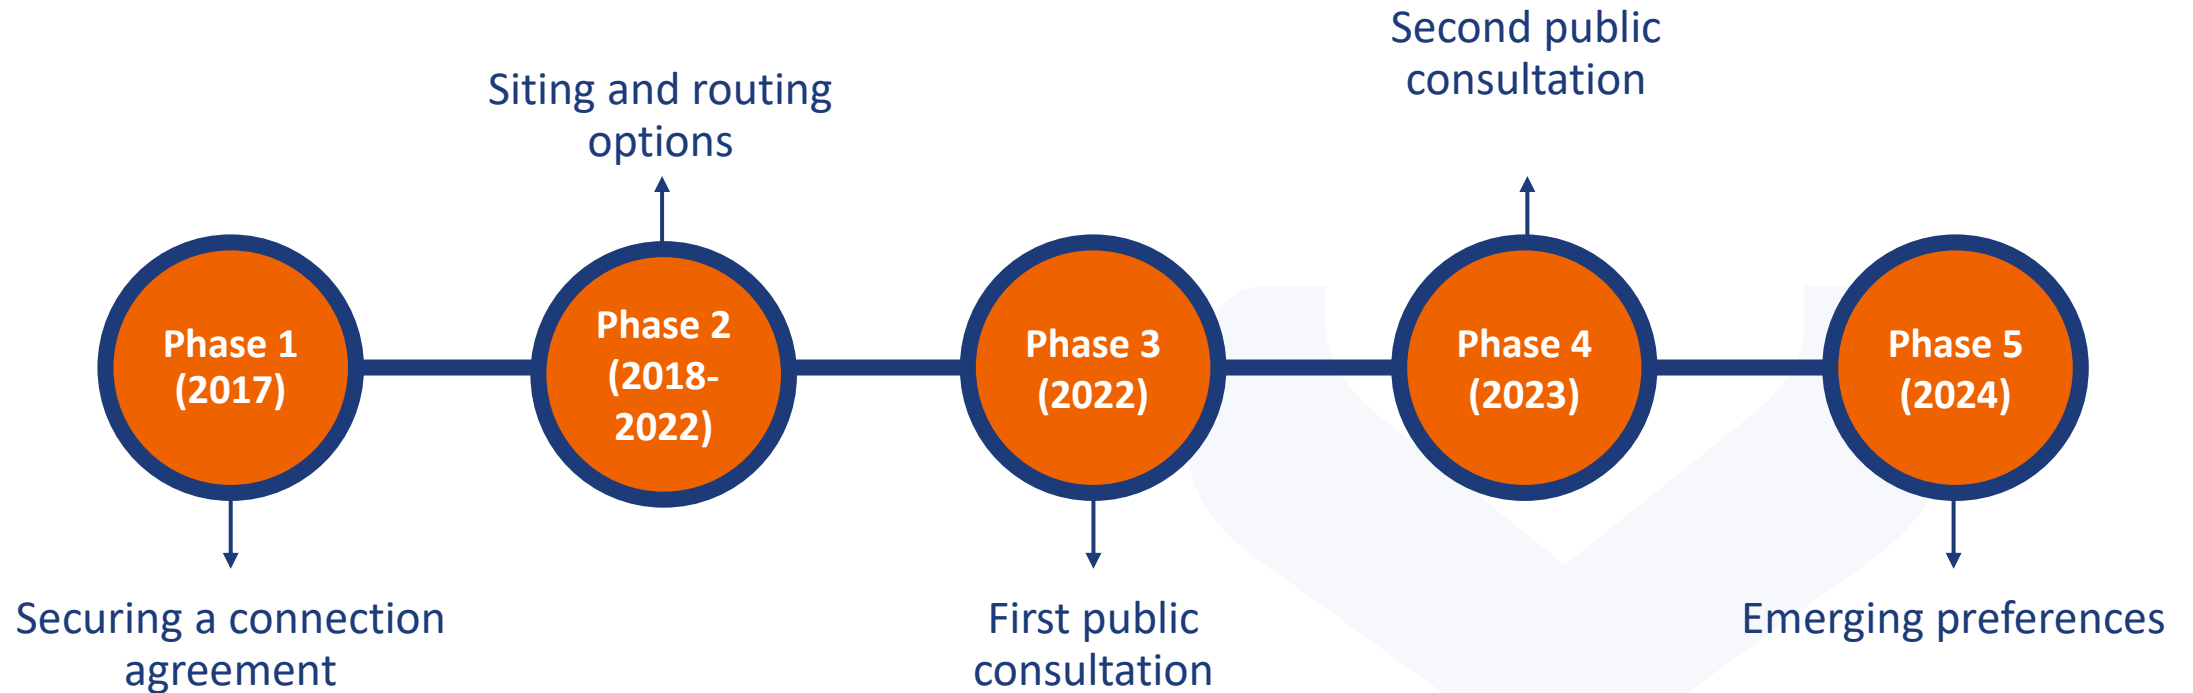 Phase 1
(2017)
Securing a connection
agreement
Siting and routing
options
Phase 2
(2018-
2022)
Phase 3
(2022)
First public
consultation
Second public
consultation
Phase 4
(2023)
Phase 5
(2024)
Emerging preferences